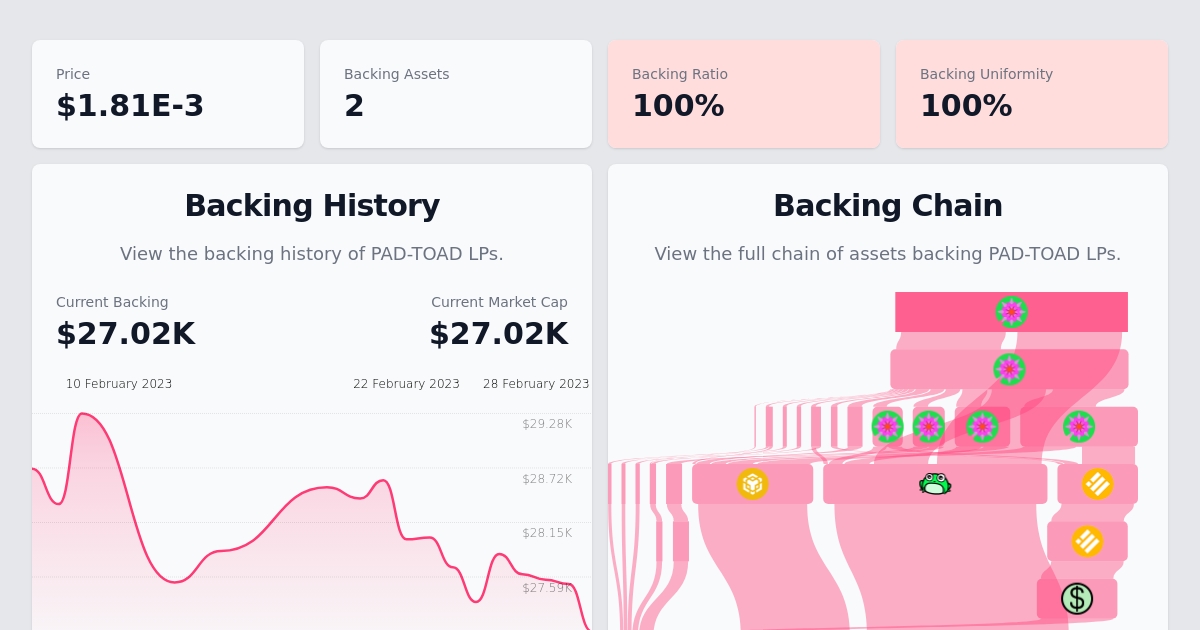 Price
$1.81E-3
Backing Assets
2
Backing Ratio
100%
Backing Uniformity
100%
Backing History
View the backing history of PAD-TOAD LPs.
Current Backing
$27.02K
Current Market Cap
$27.02K
10 February 2023
22 February 2023
28 February 2023
$29.28K
$28.72K
$28.15K
$27.59K
Backing Chain
View the full chain of assets backing PAD-TOAD LPs.
$